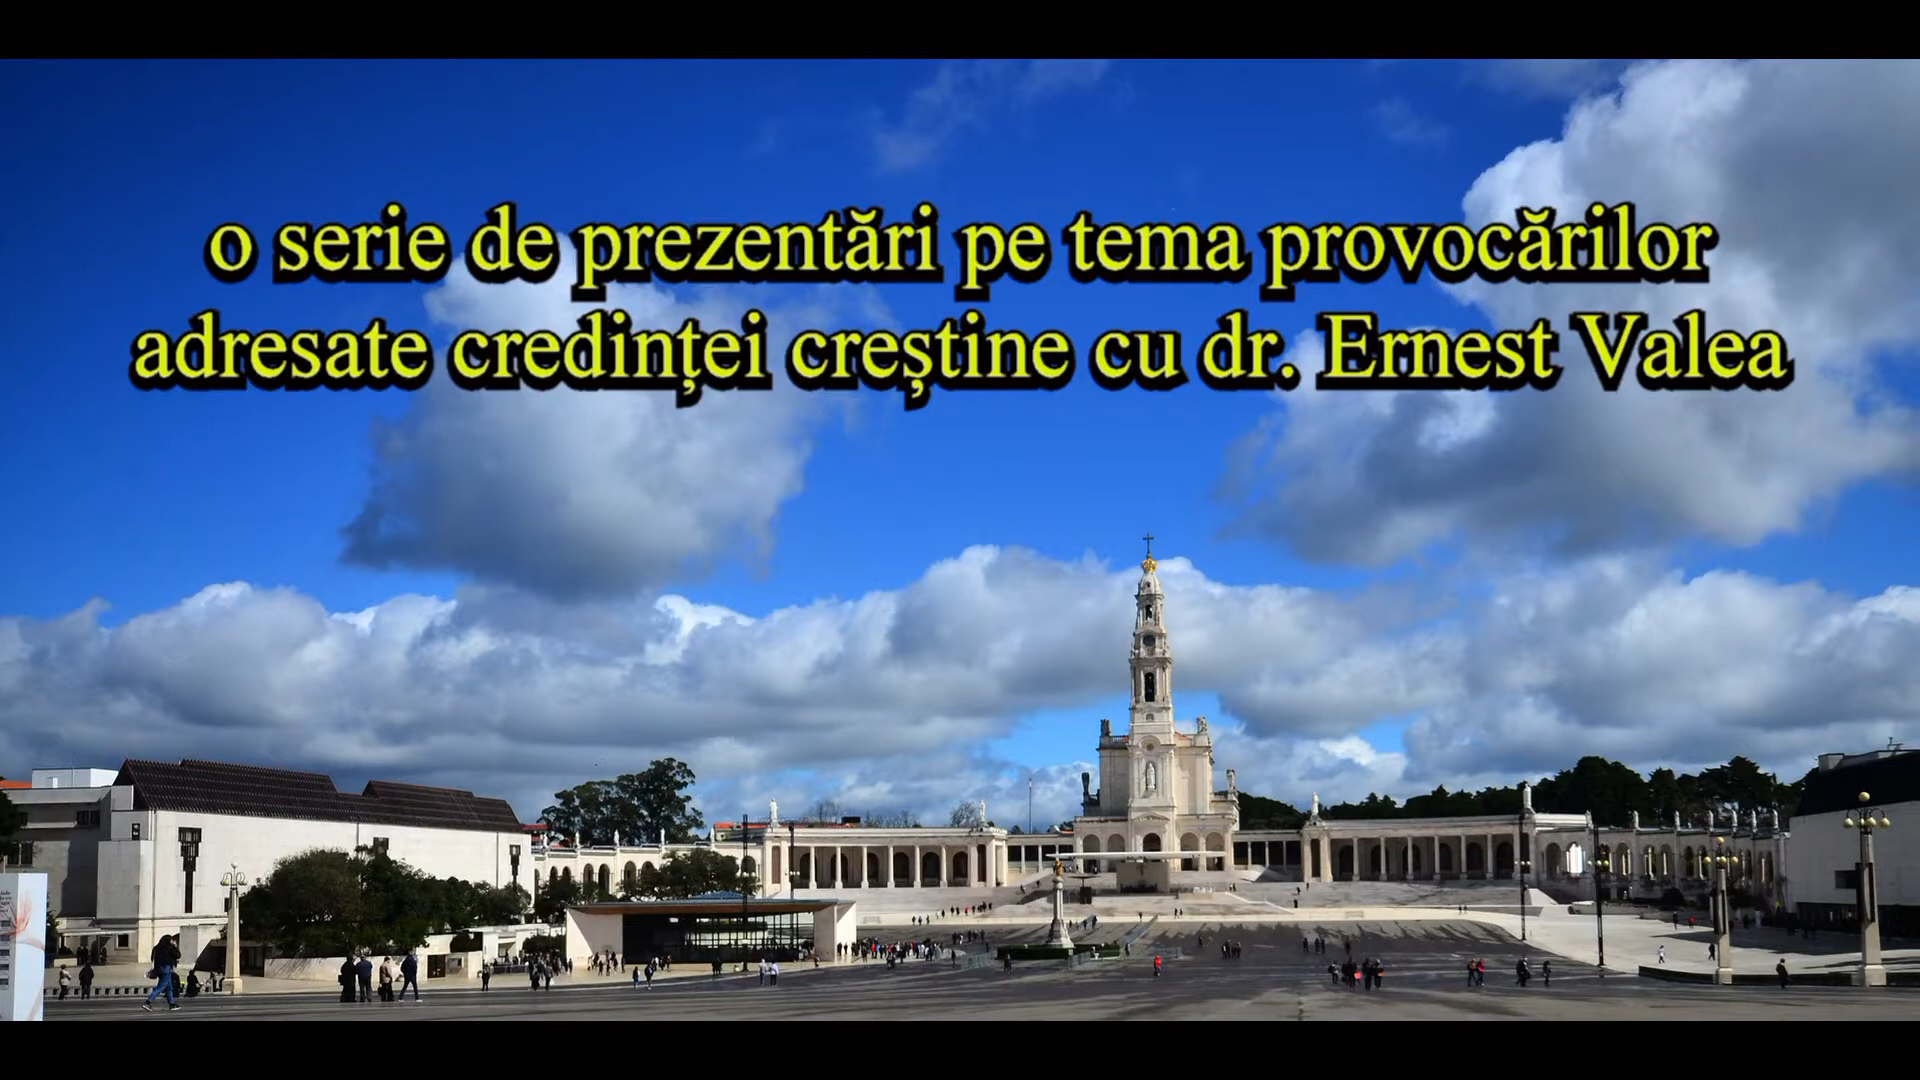 o serie de prezentări pe tema provocărilor
adresate credinței creștine cu dr. Ernest Valea